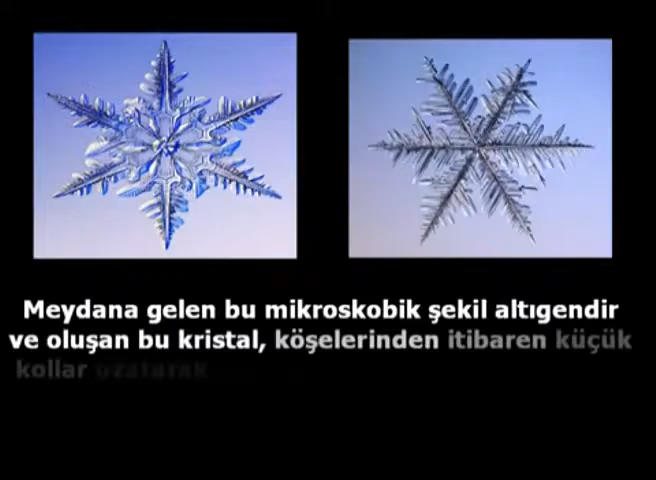 Meydana gelen bu mikroskobik şekil altıgendir
ve oluşan bu kristal, köşelerinden itibaren küçük
kollar uzatarak